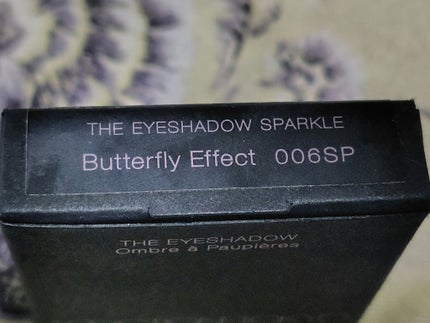 THE EYESHADOW SPARKLE
Butterfly Effect 006SP
THE EYESHADOW
Ombre à Paupières